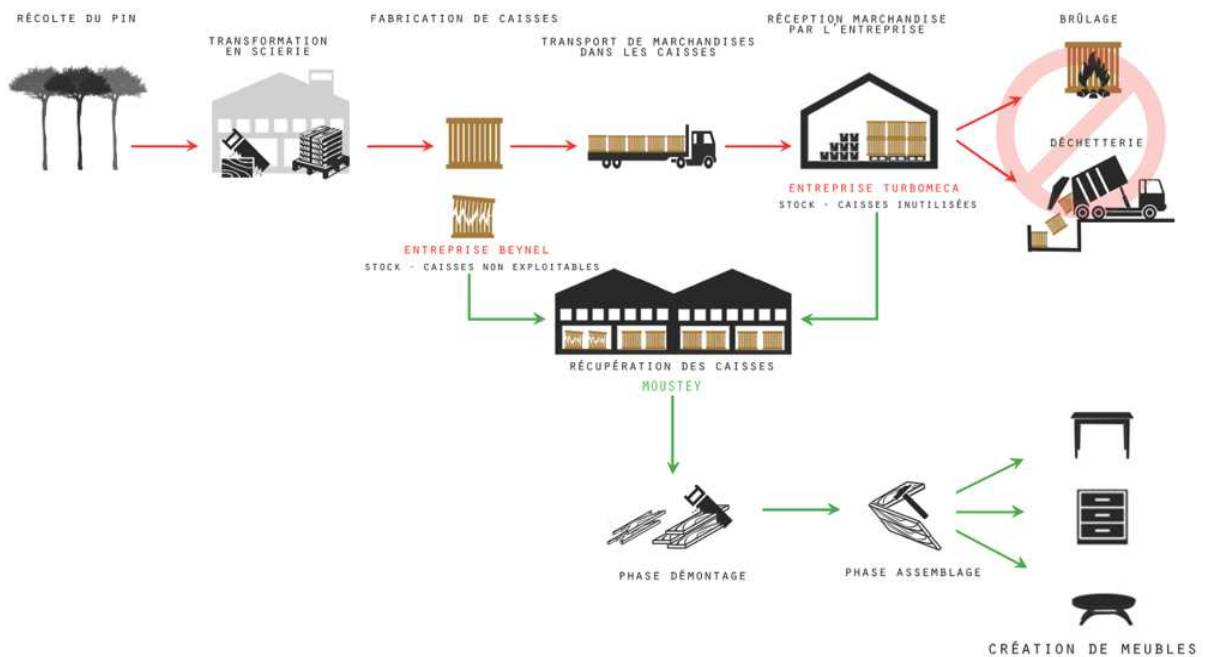 RÉCOLTE DU PIN
TRANSFORMATION
EN SCIERIE
FABRICATION DE CAISSES
TRANSPORT DE MARCHANDISES
DANS LES CAISSES
RÉCEPTION MARCHANDISE
PAR L'ENTREPRISE
BRÛLAGE
DÉCHETTERIE
ENTREPRISE TURBOMECA
STOCK - CAISSES INUTILISÉES
ENTREPRISE BEYNEL
STOCK - CAISSES NON EXPLOITABLES
RÉCUPÉRATION DES CAISSES
MOUSTEY
PHASE DÉMONTAGE
PHASE ASSEMBLAGE
CRÉATION DE MEUBLES